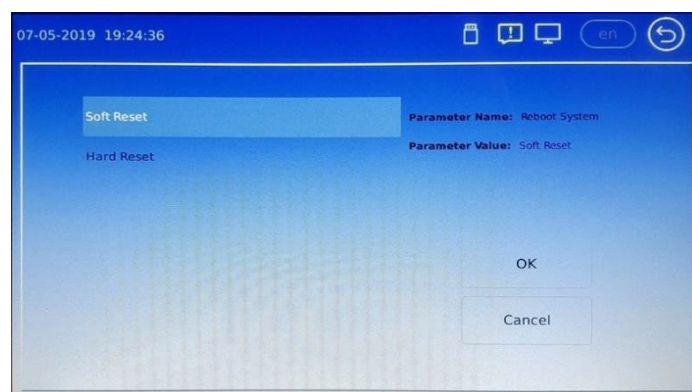 07-05-2019 19:24:36
en
Soft Reset
Parameter Name: Reboot System
Hard Reset
Parameter Value: Soft Reset
OK
Cancel